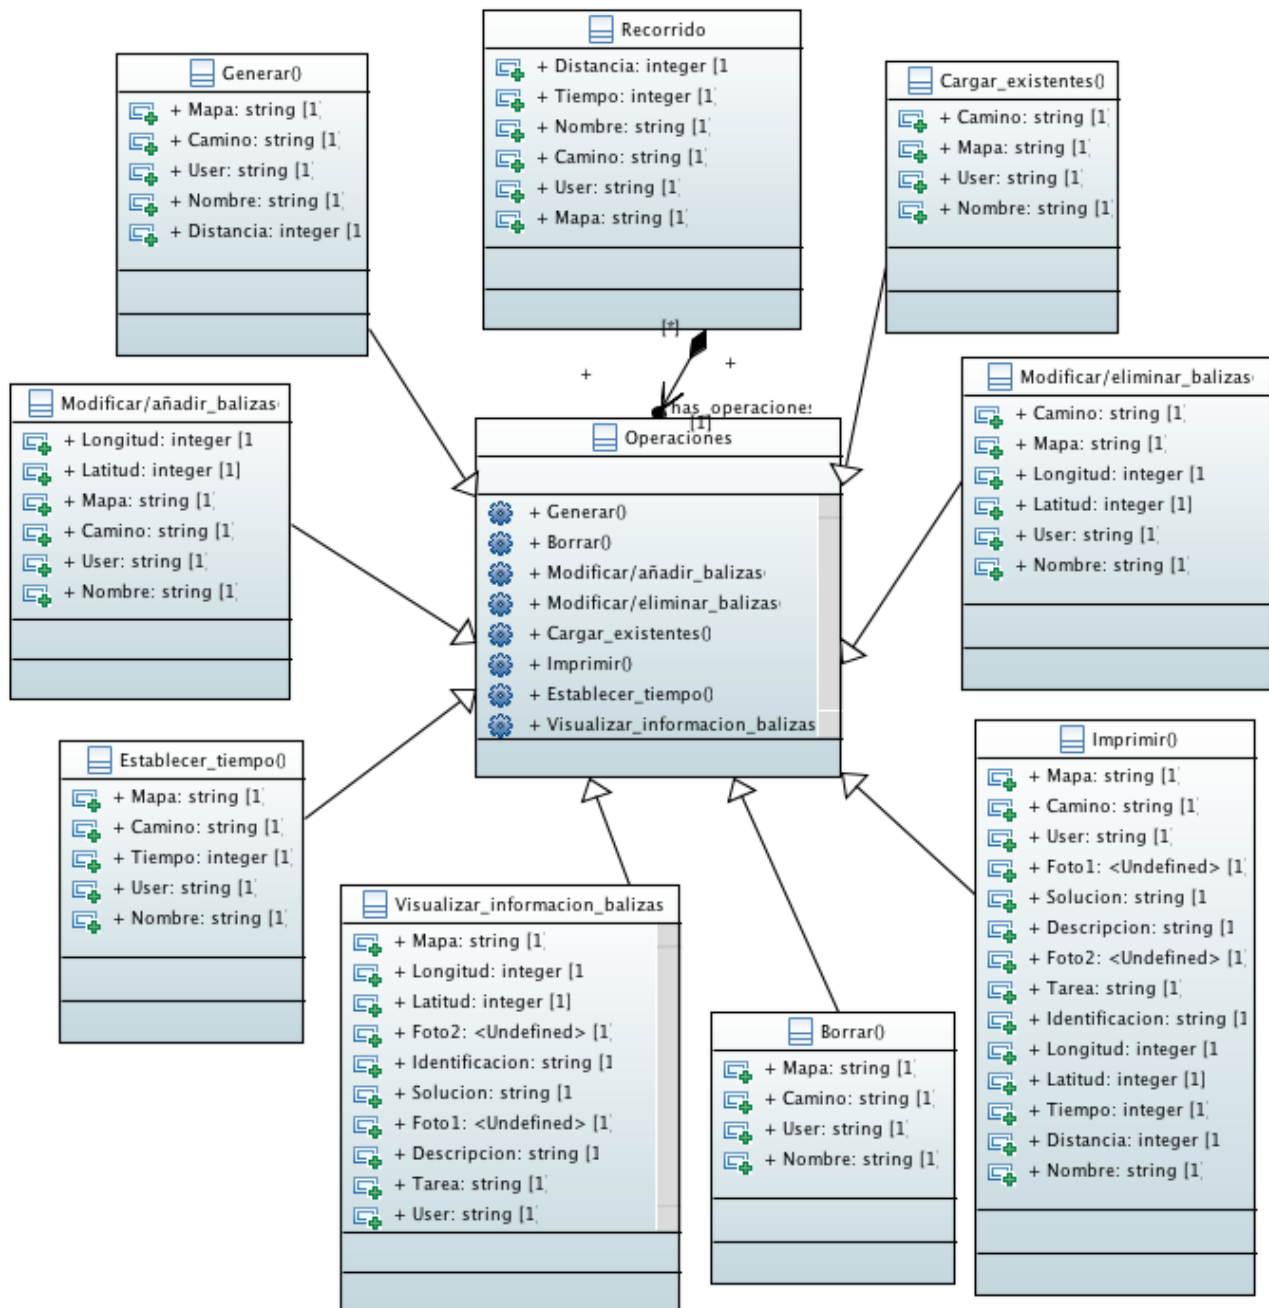 Recorrido
+ Distancia: integer [1
+ Tiempo: integer [1]
+ Nombre: string [1]
+ Camino: string [1]
+ User: string [1]
+ Mapa: string [1]
Generar()
+ Mapa: string [1]
+ Camino: string [1]
+ User: string [1]
+ Nombre: string [1]
+ Distancia: integer [1
Cargar_existentes()
+ Camino: string [1]
+ Mapa: string [1]
+ User: string [1]
+ Nombre: string [1]
[*]
+
+
has_operaciones
[1]
Modificar/añadir_balizas(
+ Longitud: integer [1
+ Latitud: integer [1]
+ Mapa: string [1]
+ Camino: string [1]
+ User: string [1]
+ Nombre: string [1]
Operaciones
+ Generar()
+ Borrar()
+ Modificar/añadir_balizas(
+ Modificar/eliminar_balizas(
+ Cargar_existentes()
+ Imprimir()
+ Establecer_tiempo()
+ Visualizar_informacion_balizas
Modificar/eliminar_balizas(
+ Camino: string [1]
+ Mapa: string [1]
+ Longitud: integer [1
+ Latitud: integer [1]
+ User: string [1]
+ Nombre: string [1]
Establecer_tiempo()
+ Mapa: string [1]
+ Camino: string [1]
+ Tiempo: integer [1]
+ User: string [1]
+ Nombre: string [1]
Visualizar_informacion_balizas
+ Mapa: string [1]
+ Longitud: integer [1
+ Latitud: integer [1]
+ Foto2: <Undefined> [1]
+ Identificacion: string [1
+ Solucion: string [1
+ Foto1: <Undefined> [1]
+ Descripcion: string [1
+ Tarea: string [1]
+ User: string [1]
Borrar()
+ Mapa: string [1]
+ Camino: string [1]
+ User: string [1]
+ Nombre: string [1]
Imprimir()
+ Mapa: string [1]
+ Camino: string [1]
+ User: string [1]
+ Foto1: <Undefined> [1]
+ Solucion: string [1
+ Descripcion: string [1
+ Foto2: <Undefined> [1]
+ Tarea: string [1]
+ Identificacion: string [1
+ Longitud: integer [1
+ Latitud: integer [1]
+ Tiempo: integer [1]
+ Distancia: integer [1
+ Nombre: string [1]